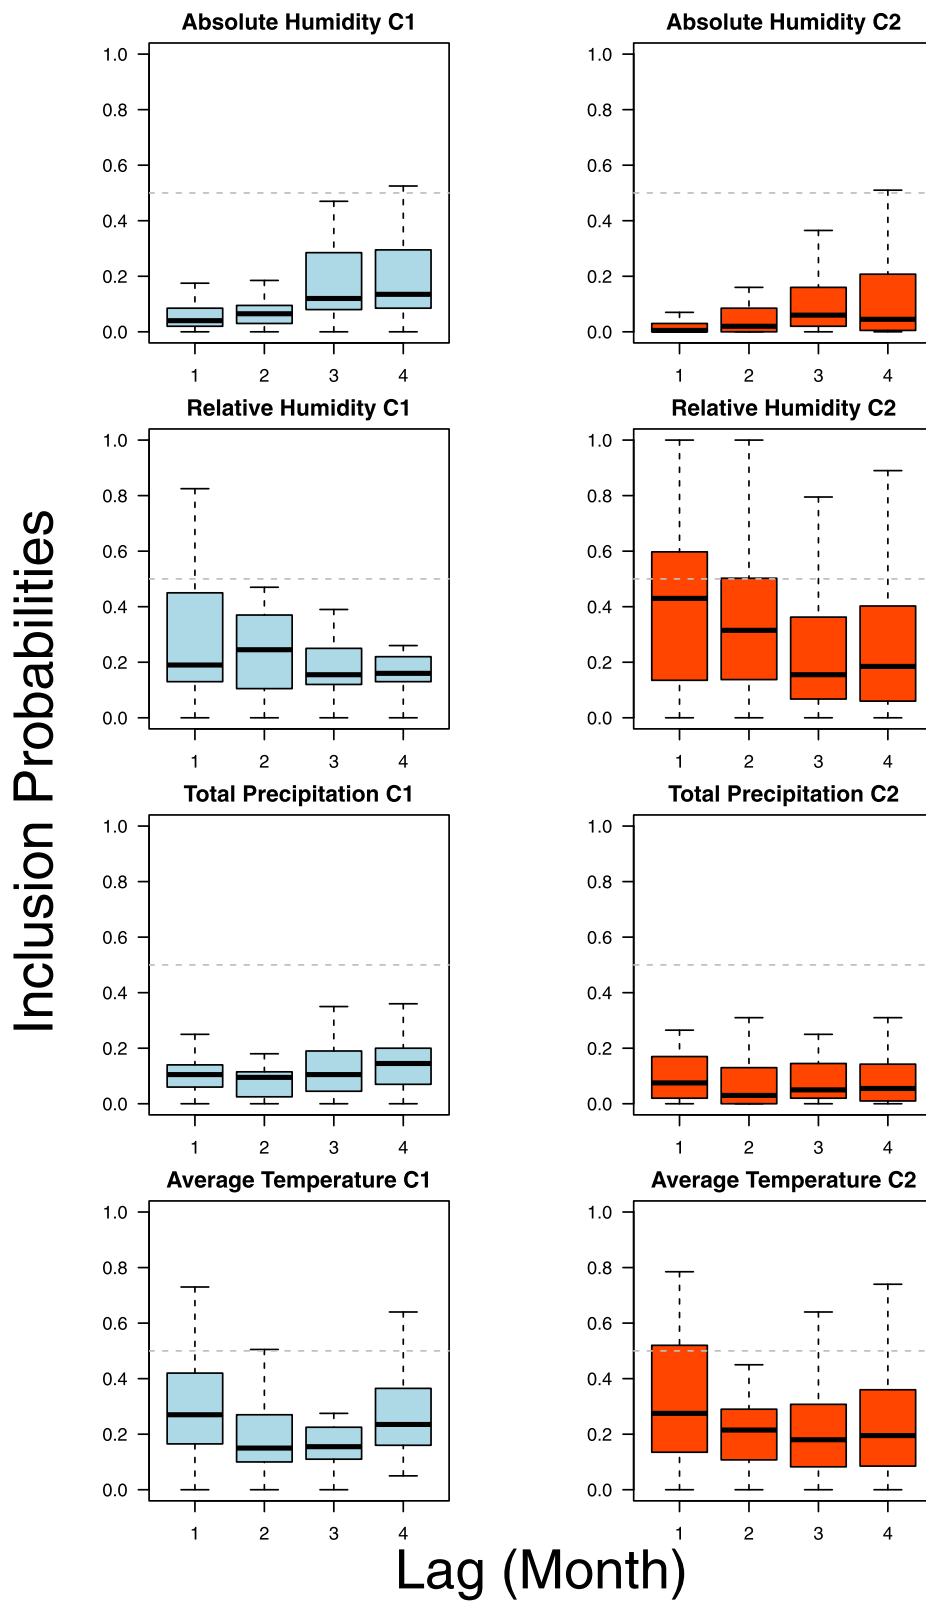 Absolute Humidity C1
1.0
0.8
0.6
0.4
0.2
0.0
1 2 3 4
Absolute Humidity C2
1.0
0.8
0.6
0.4
0.2
0.0
1 2 3 4
Relative Humidity C1
1.0
0.8
0.6
0.4
0.2
0.0
1 2 3 4
Relative Humidity C2
1.0
0.8
0.6
0.4
0.2
0.0
1 2 3 4
Total Precipitation C1
1.0
0.8
0.6
0.4
0.2
0.0
1 2 3 4
Total Precipitation C2
1.0
0.8
0.6
0.4
0.2
0.0
1 2 3 4
Average Temperature C1
1.0
0.8
0.6
0.4
0.2
0.0
1 2 3 4
Average Temperature C2
1.0
0.8
0.6
0.4
0.2
0.0
1 2 3 4
Inclusion Probabilities
Lag (Month)